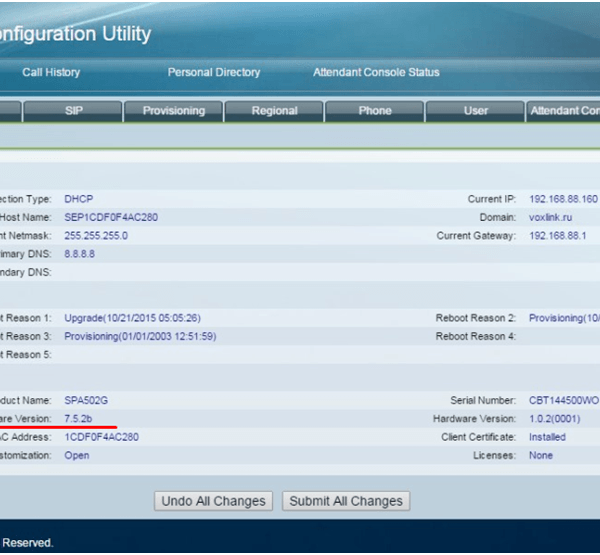 onfiguration Utility
Call History Personal Directory Attendant Console Status
SIP Provisioning Regional Phone User Attendant Con
ection Type: DHCP Current IP: 192.168.88.160
Host Name: SEP1CDF0F4AC280 Domain: voxlink.ru
nt Netmask: 255.255.255.0 Current Gateway: 192.168.88.1
rimary DNS: 8.8.8.8
ndary DNS:
t Reason 1: Upgrade(10/21/2015 05:05:26) Reboot Reason 2: Provisioning(10/
t Reason 3: Provisioning(01/01/2003 12:51:59) Reboot Reason 4:
t Reason 5:
duct Name: SPA502G Serial Number: CBT144500WO
are Version: 7.5.2b Hardware Version: 1.0.2(0001)
AC Address: 1CDF0F4AC280 Client Certificate: Installed
stomization: Open Licenses: None
Undo All Changes Submit All Changes
Reserved.